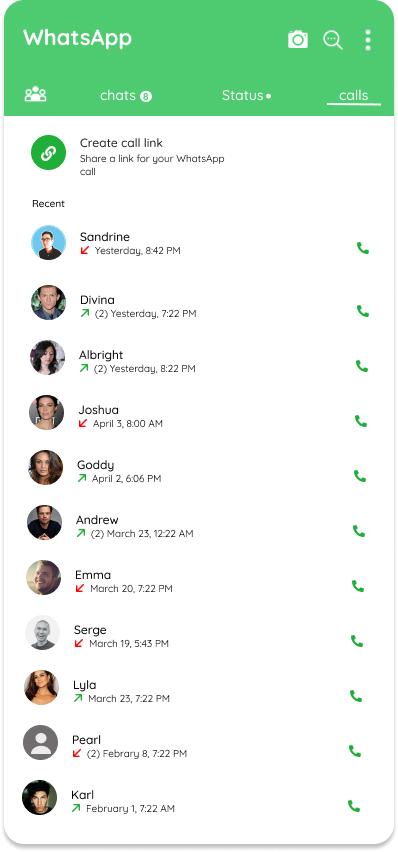 WhatsApp
chats 8
Status
calls
Create call link
Share a link for your WhatsApp
call
Recent
Sandrine
Yesterday, 8:42 PM
Divina
(2) Yesterday, 7:22 PM
Albright
(2) Yesterday, 8:22 PM
Joshua
April 3, 8:00 AM
Goddy
April 2, 6:06 PM
Andrew
(2) March 23, 12:22 AM
Emma
March 20, 7:22 PM
Serge
March 19, 5:43 PM
Lyla
March 23, 7:22 PM
Pearl
(2) Febrary 8, 7:22 PM
Karl
February 1, 7:22 AM